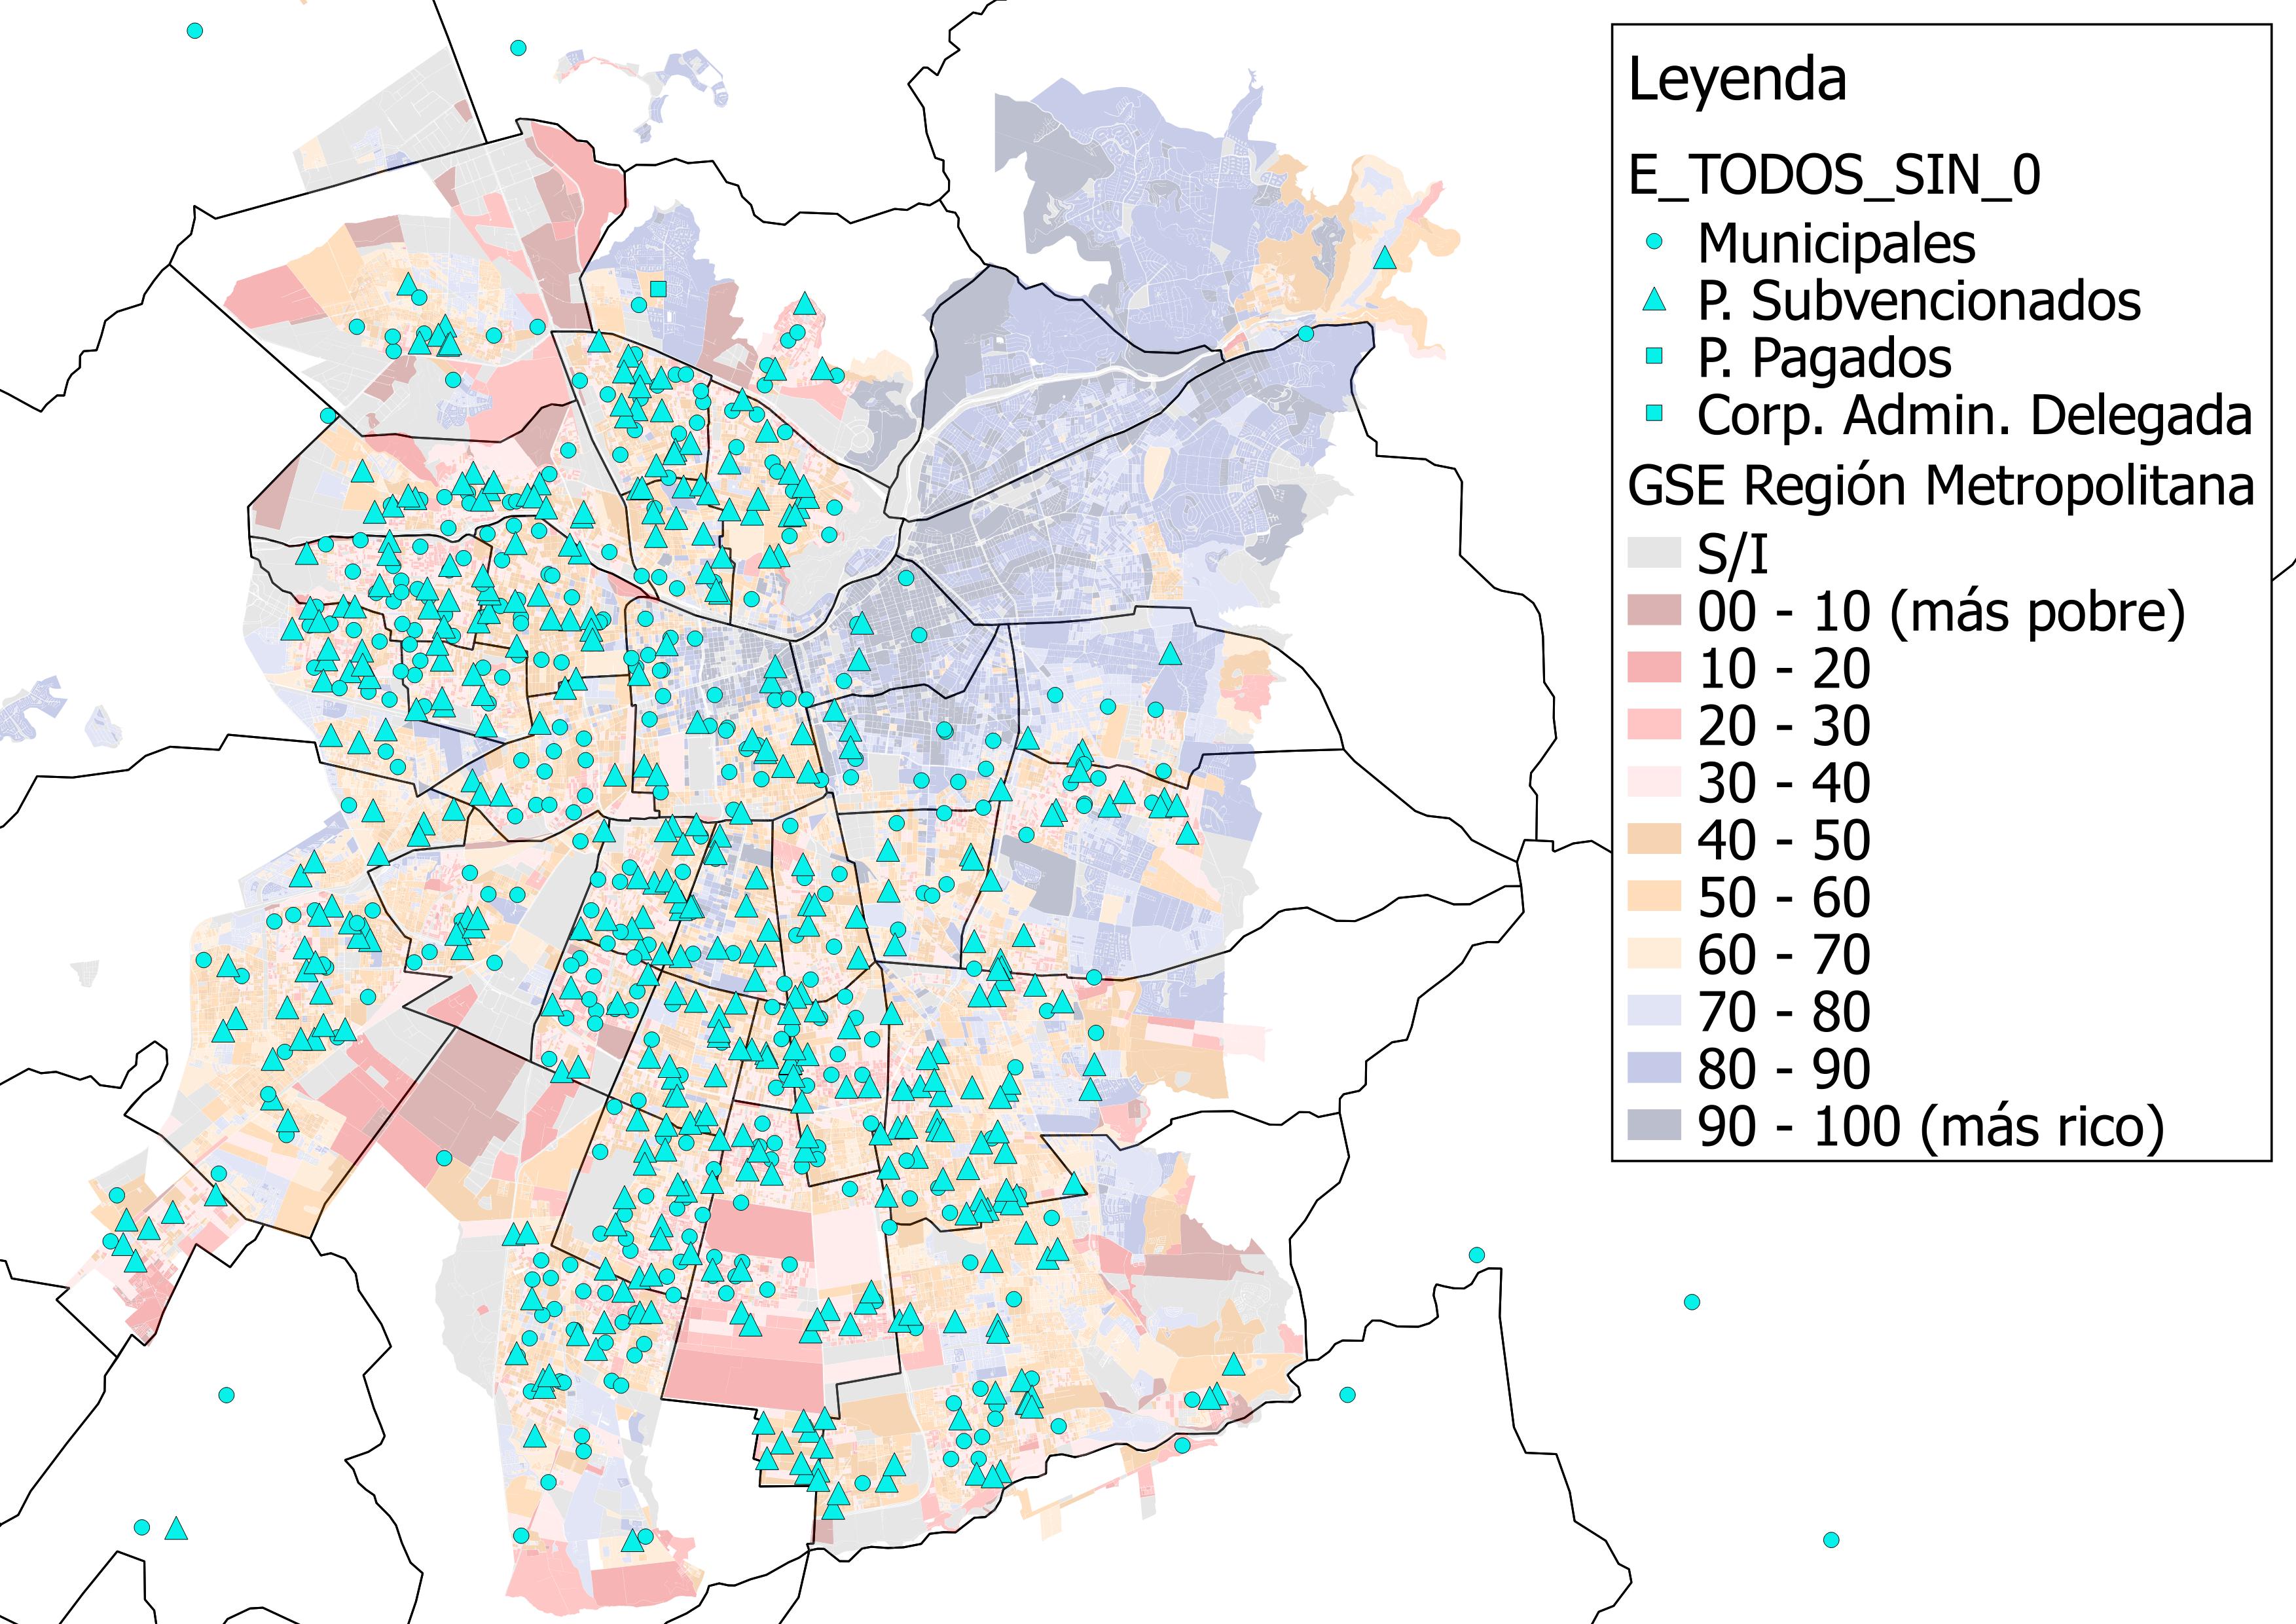 Leyenda
E_TODOS_SIN_0
Municipales
P. Subvencionados
P. Pagados
Corp. Admin. Delegada
GSE Región Metropolitana
S/I
00 - 10 (más pobre)
10 - 20
20 - 30
30 - 40
40 - 50
50 - 60
60 - 70
70 - 80
80 - 90
90 - 100 (más rico)